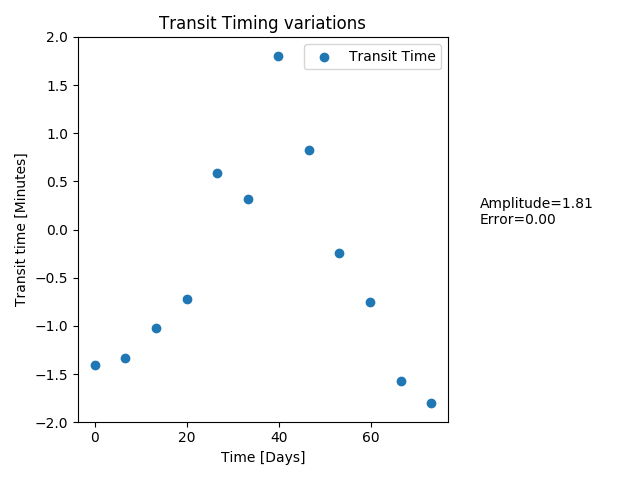 Transit Timing variations
Transit Time
Transit time [Minutes]
2.0
1.5
1.0
0.5
0.0
−0.5
−1.0
−1.5
−2.0
0
20
40
60
Time [Days]
Amplitude=1.81
Error=0.00